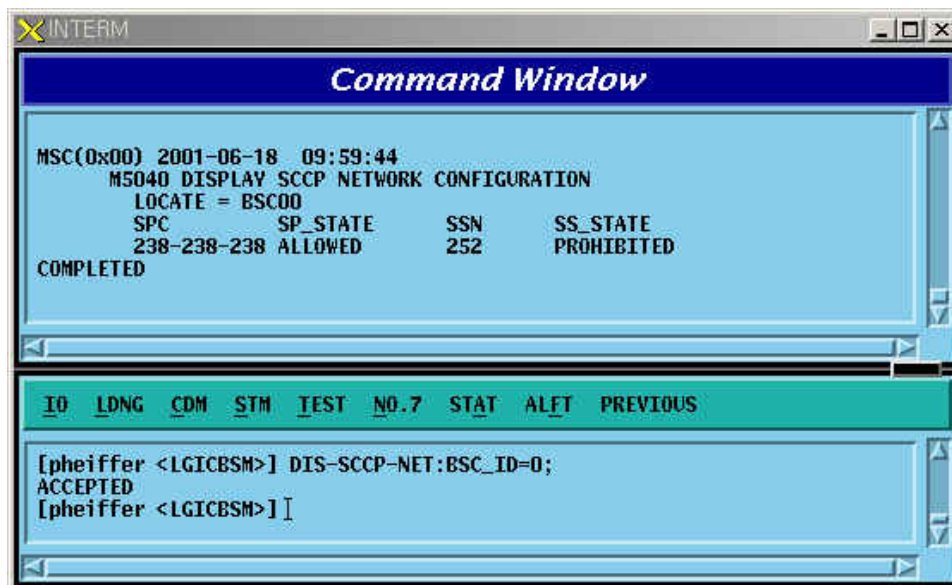 INTERM
Command Window
MSC(0x00) 2001-06-18 09:59:44
M5040 DISPLAY SCCP NETWORK CONFIGURATION
LOCATE = BSC00
SPC SP_STATE SSN SS_STATE
238-238-238 ALLOWED 252 PROHIBITED
COMPLETED
IO LDNG CDM STM TEST NO.7 STAT ALFT PREVIOUS
[pheiffer <LGICBSM>] DIS-SCCP-NET:BSC_ID=0;
ACCEPTED
[pheiffer <LGICBSM>]